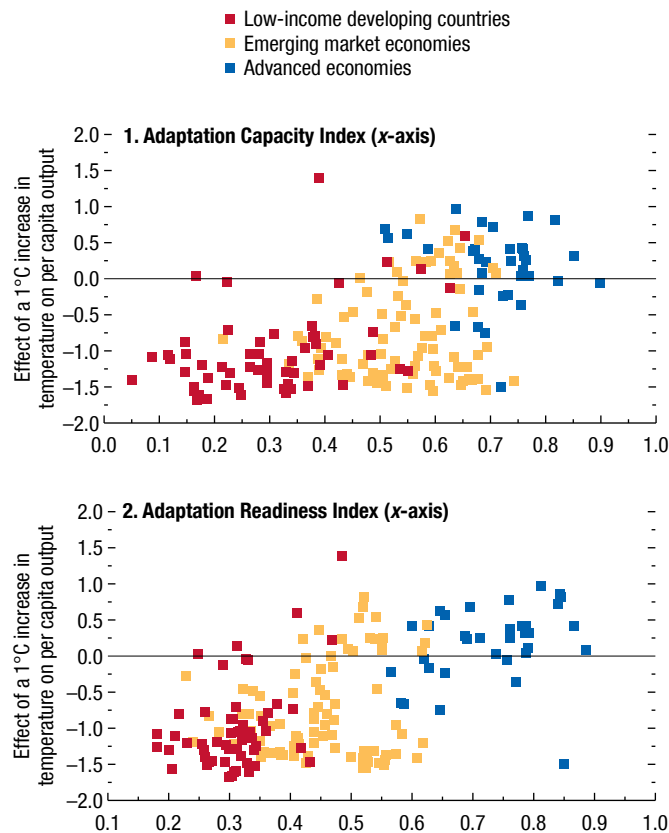 Low-income developing countries
Emerging market economies
Advanced economies
1. Adaptation Capacity Index (x-axis)
Effect of a 1°C increase in
temperature on per capita output
2.0
1.5
1.0
0.5
0.0
−0.5
−1.0
−1.5
−2.0
0.0 0.1 0.2 0.3 0.4 0.5 0.6 0.7 0.8 0.9 1.0
2. Adaptation Readiness Index (x-axis)
Effect of a 1°C increase in
temperature on per capita output
2.0
1.5
1.0
0.5
0.0
−0.5
−1.0
−1.5
−2.0
0.1 0.2 0.3 0.4 0.5 0.6 0.7 0.8 0.9 1.0